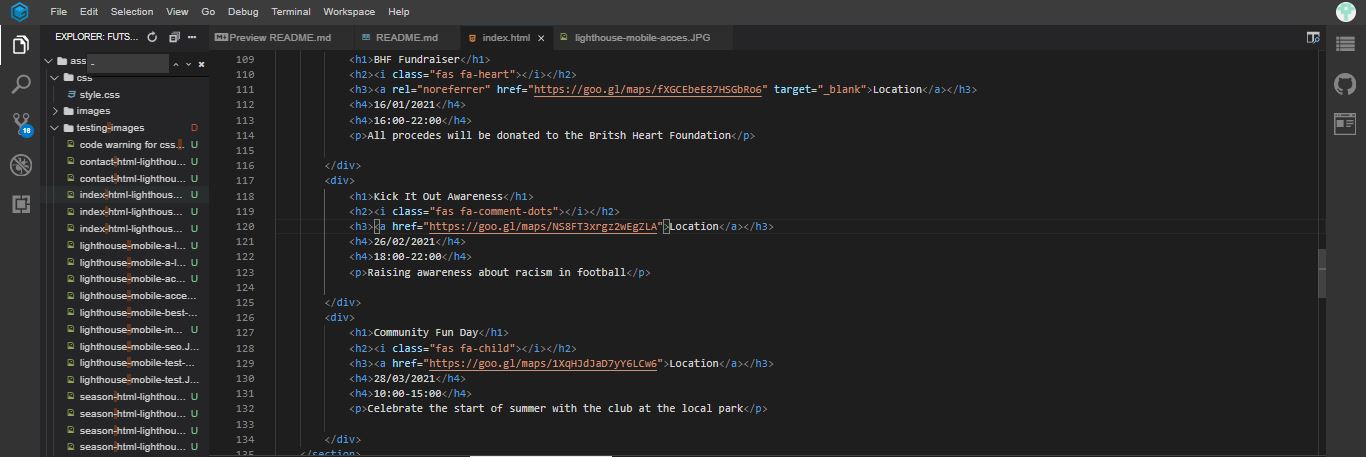 File Edit Selection View Go Debug Terminal Workspace Help
EXPLORER: FUTS...
Preview README.md README.md index.html lighthouse-mobile-acces.JPG
ass
-
css
style.css
images
testing-images D
code warning for css.... U
contact-html-lighthou... U
contact-html-lighthou... U
index-html-lighthous... U
index-html-lighthous... U
index-html-lighthous... U
lighthouse-mobile-a-l... U
lighthouse-mobile-a-l... U
lighthouse-mobile-ac... U
lighthouse-mobile-acce...
lighthouse-mobile-best-...
lighthouse-mobile-in... U
lighthouse-mobile-seo.J...
lighthouse-mobile-test-...
lighthouse-mobile-test.J...
season-html-lighthou... U
season-html-lighthou... U
season-html-lighthou... U
season-html-lighthou... U
18
109 <h1>BHF Fundraiser</h1>
110 <h2><i class="fas fa-heart"></i></h2>
111 <h3><a rel="noreferrer" href="https://goo.gl/maps/fXGCEbeE87HSGbRo6" target="_blank">Location</a></h3>
112 <h4>16/01/2021</h4>
113 <h4>16:00-22:00</h4>
114 <p>All procedes will be donated to the Britsh Heart Foundation</p>
115
116 </div>
117 <div>
118 <h1>Kick It Out Awareness</h1>
119 <h2><i class="fas fa-comment-dots"></i></h2>
120 <h3><a href="https://goo.gl/maps/NS8FT3xrgz2wEgZLA">Location</a></h3>
121 <h4>26/02/2021</h4>
122 <h4>18:00-22:00</h4>
123 <p>Raising awareness about racism in football</p>
124
125 </div>
126 <div>
127 <h1>Community Fun Day</h1>
128 <h2><i class="fas fa-child"></i></h2>
129 <h3><a href="https://goo.gl/maps/1XqHJdJaD7yY6LCw6">Location</a></h3>
130 <h4>28/03/2021</h4>
131 <h4>10:00-15:00</h4>
132 <p>Celebrate the start of summer with the club at the local park</p>
133
134 </div>
135 </section>